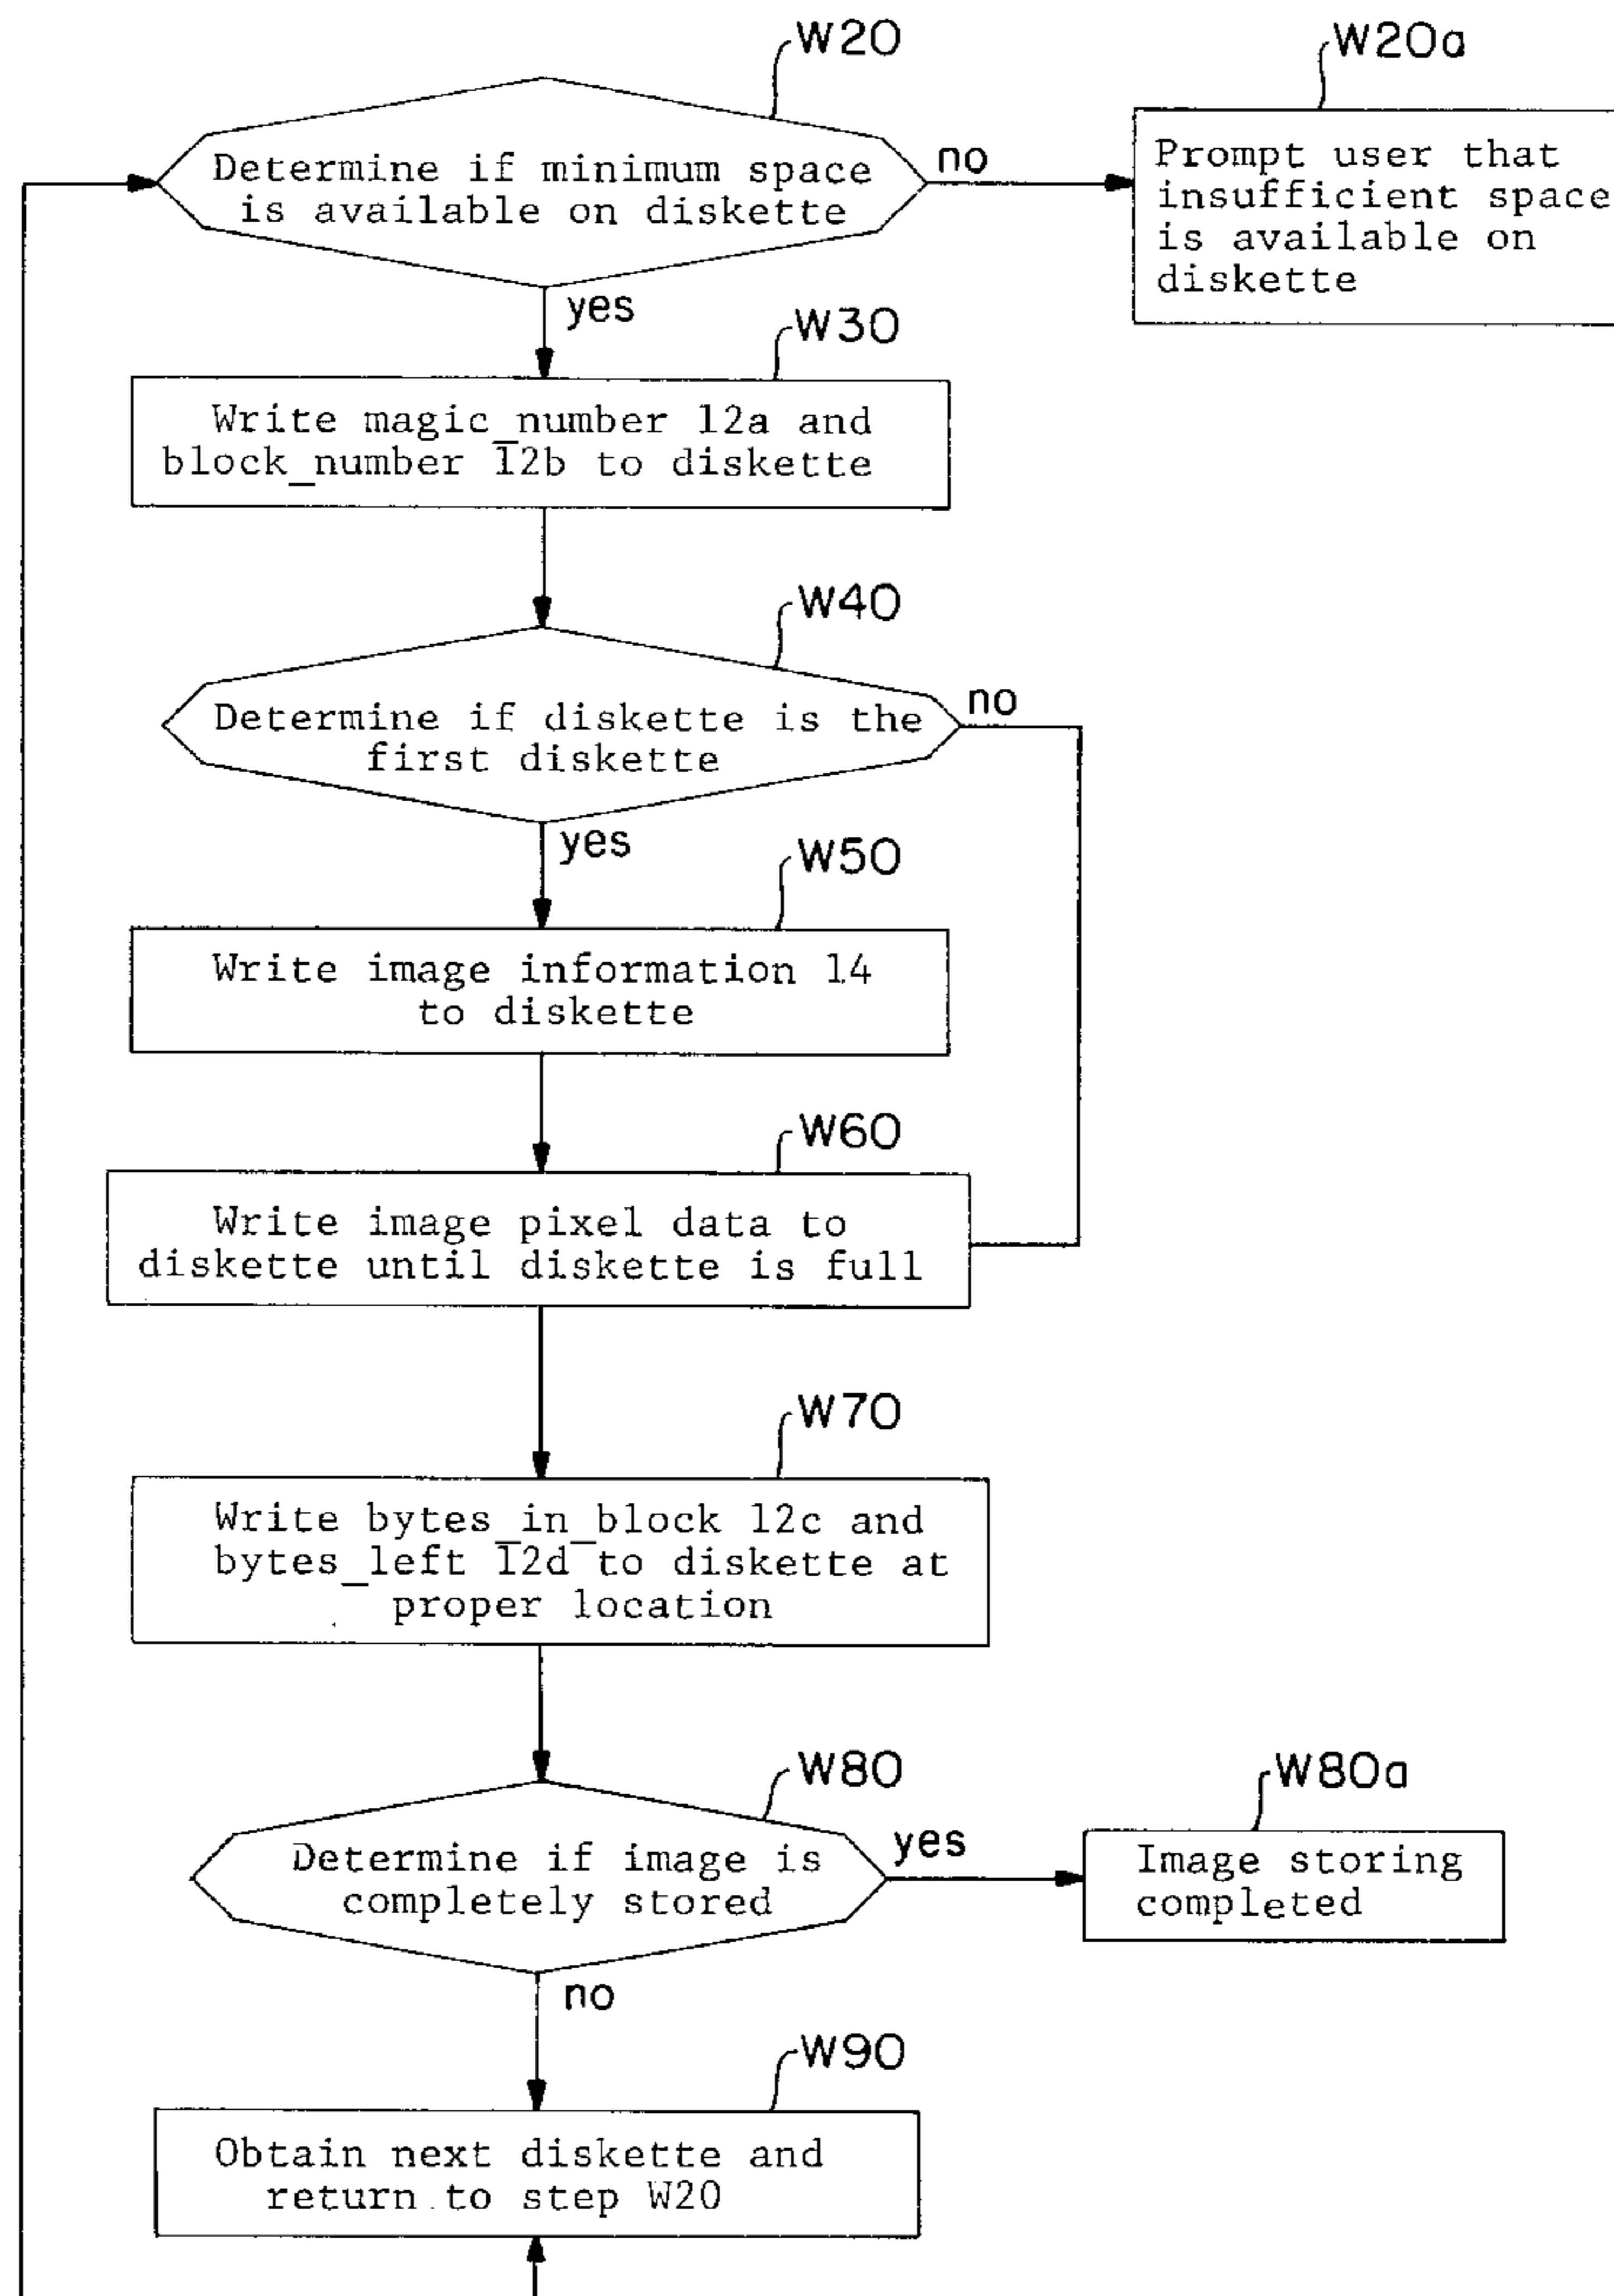 W20
W20a
Determine if minimum space
is available on diskette
no
Prompt user that
insufficient space
is available on
diskette
yes
W30
Write magic_number 12a and
block_number 12b to diskette
W40
Determine if diskette is the
first diskette
no
yes
W50
Write image information 14
to diskette
W60
Write image pixel data to
diskette until diskette is full
W70
Write bytes_in_block 12c and
bytes_left 12d to diskette at
proper location
W80
W80a
Determine if image is
completely stored
yes
Image storing
completed
no
W90
Obtain next diskette and
return to step W20